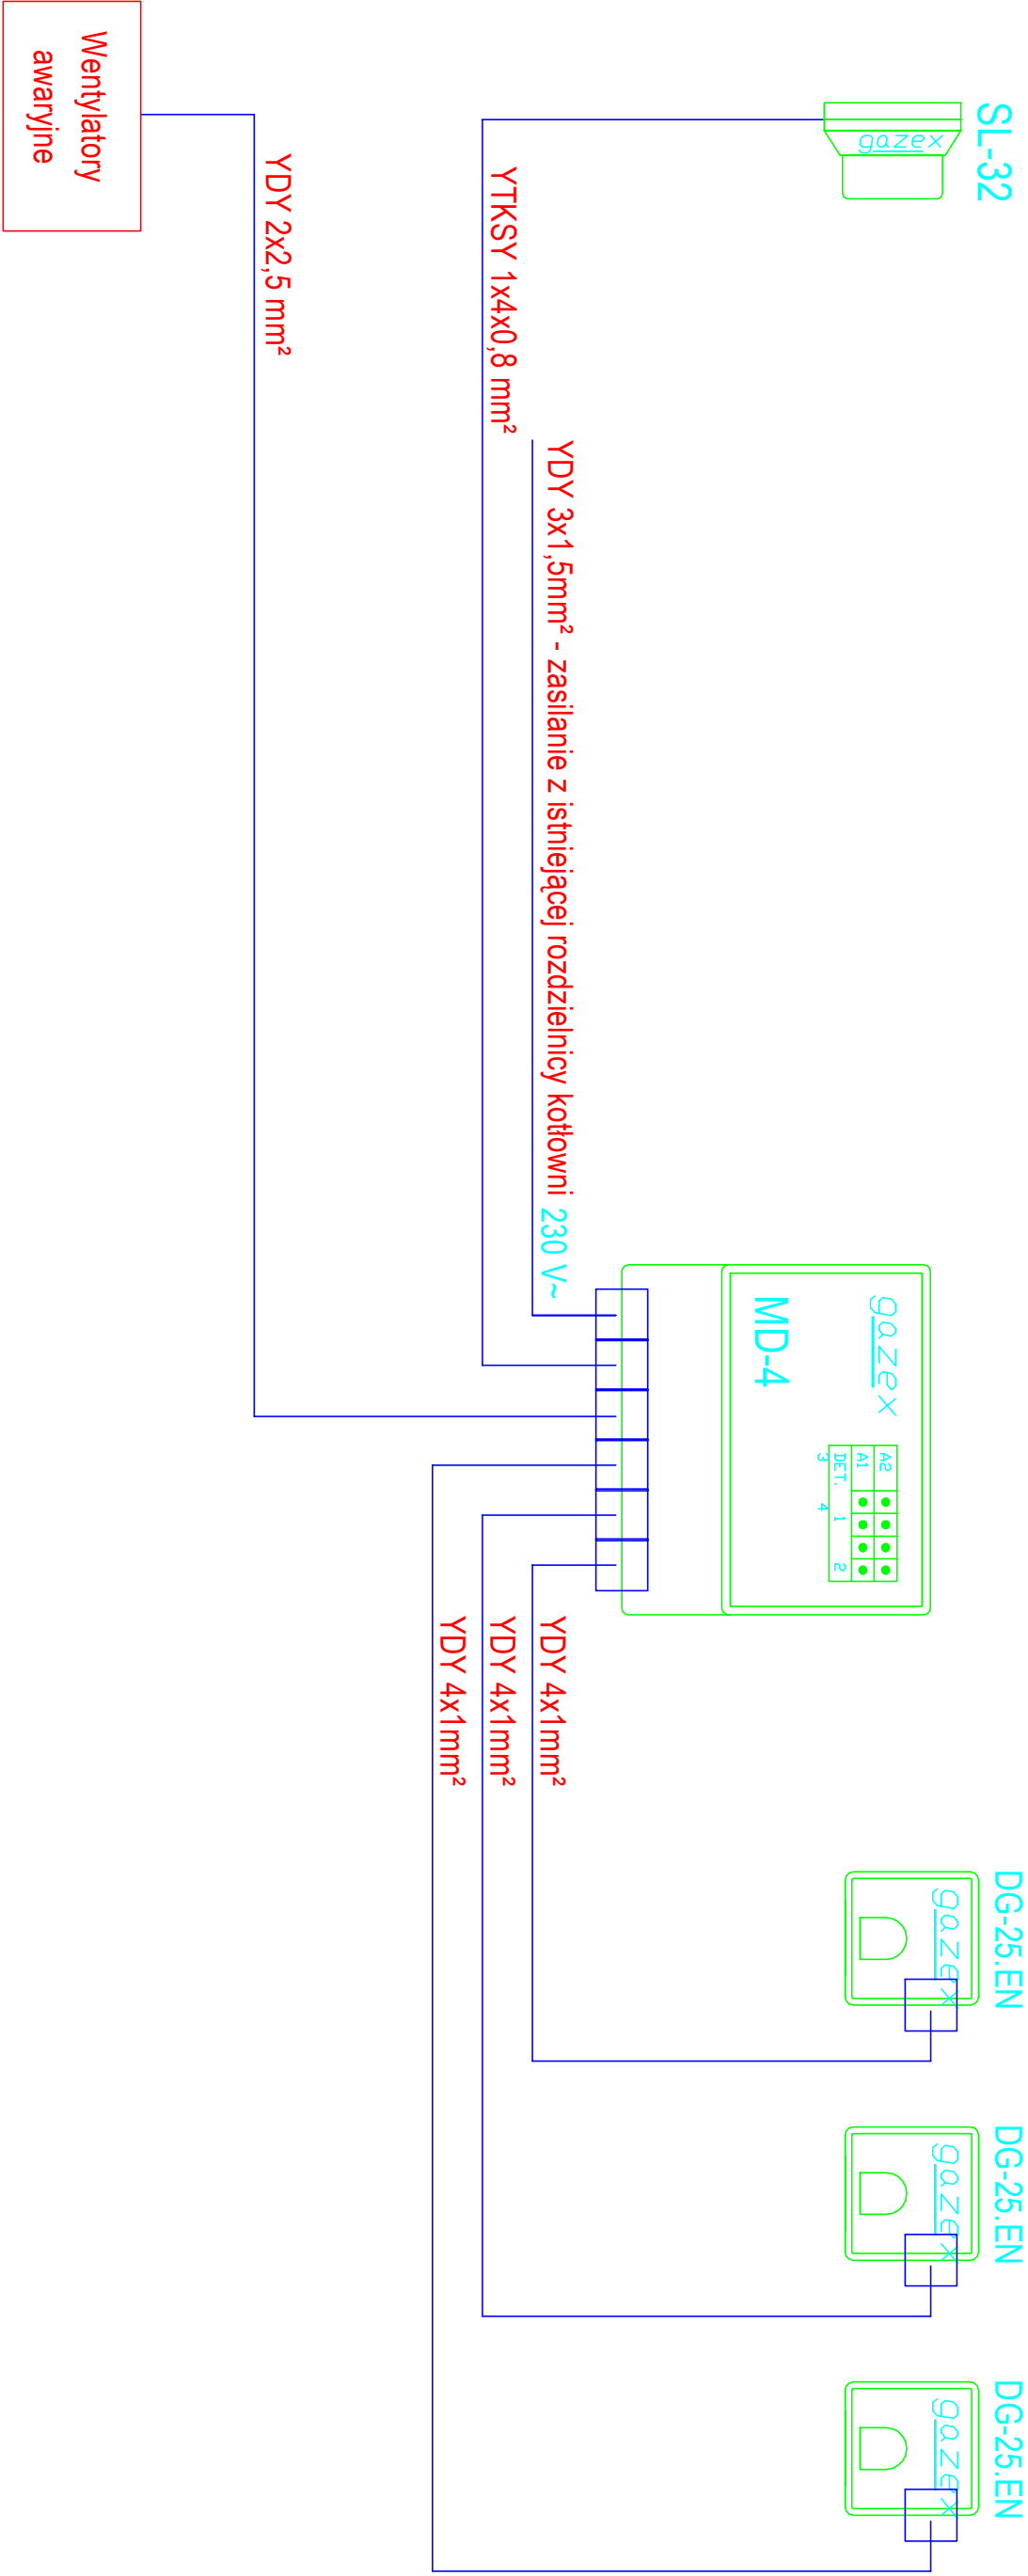 SL-32
gazex
YTKSY 1x4x0,8 mm²
YDY 3x1,5mm² - zasilanie z istniejącej rozdzielnicy kotłowni
230 V~
YDY 2x2,5 mm²
Wentylatory
awaryjne
gazex
MD-4
A2
A1
DET. 1 2
3 4
YDY 4x1mm²
YDY 4x1mm²
YDY 4x1mm²
DG-25.EN
gazex
DG-25.EN
gazex
DG-25.EN
gazex